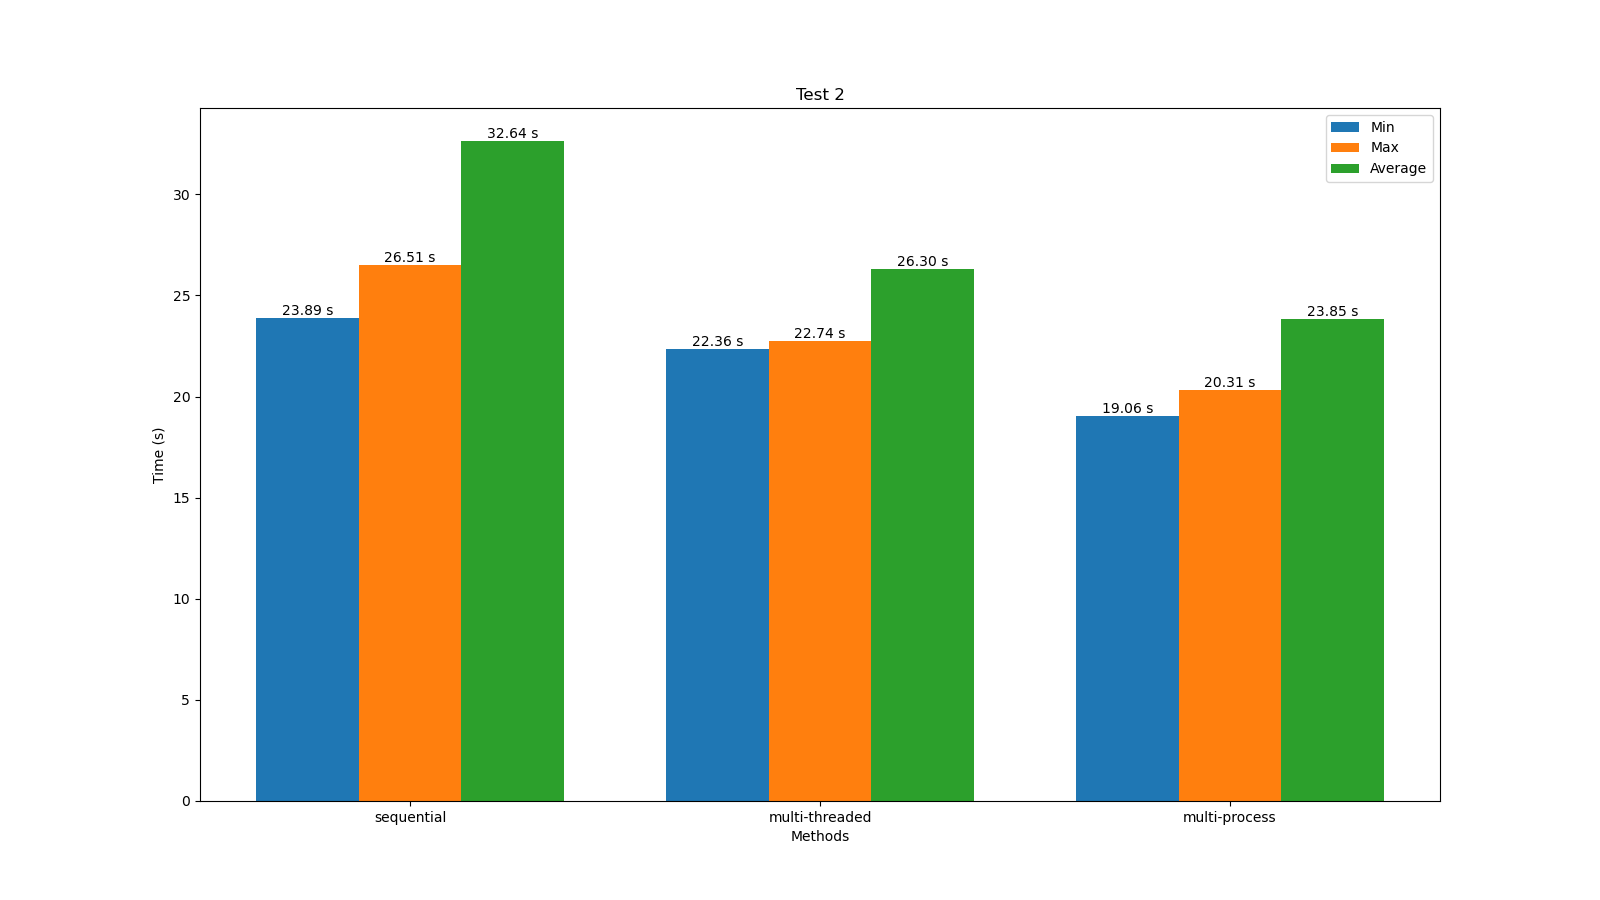 Test 2
Min
Max
Average
32.64 s
26.51 s
23.89 s
26.30 s
22.74 s
22.36 s
23.85 s
20.31 s
19.06 s
Time (s)
30
25
20
15
10
5
0
sequential
multi-threaded
multi-process
Methods